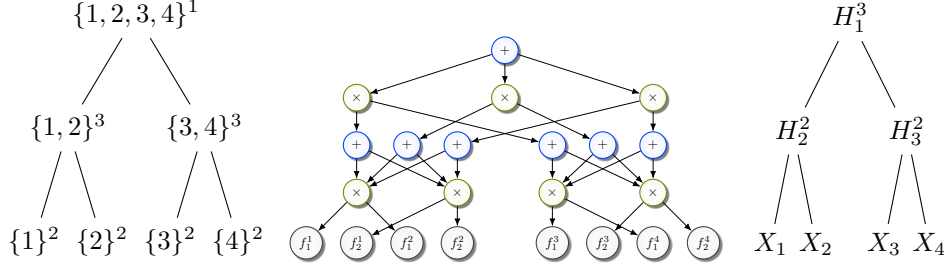 {1, 2, 3, 4}^1
{1, 2}^3 {3, 4}^3
{1}^2 {2}^2 {3}^2 {4}^2
+
× × ×
+ + + + + +
× × × ×
f_1^1 f_2^1 f_1^2 f_2^2 f_1^3 f_2^3 f_1^4 f_2^4
H_1^3
H_2^2 H_3^2
X_1 X_2 X_3 X_4